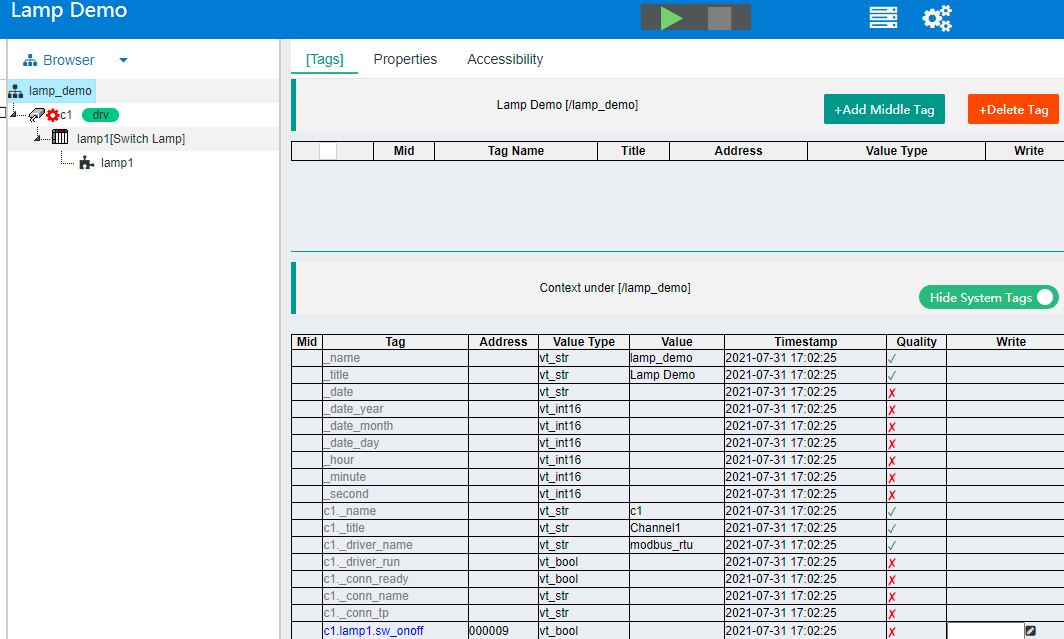 Lamp Demo
Browser
lamp_demo
c1 drv
lamp1[Switch Lamp]
lamp1
[Tags] Properties Accessibility
Lamp Demo [/lamp_demo] +Add Middle Tag +Delete Tag
Mid Tag Name Title Address Value Type Write
Context under [/lamp_demo] Hide System Tags
Mid Tag Address Value Type Value Timestamp Quality Write
_name vt_str lamp_demo 2021-07-31 17:02:25 ✓
_title vt_str Lamp Demo 2021-07-31 17:02:25 ✓
_date vt_str 2021-07-31 17:02:25 ✗
_date_year vt_int16 2021-07-31 17:02:25 ✗
_date_month vt_int16 2021-07-31 17:02:25 ✗
_date_day vt_int16 2021-07-31 17:02:25 ✗
_hour vt_int16 2021-07-31 17:02:25 ✗
_minute vt_int16 2021-07-31 17:02:25 ✗
_second vt_int16 2021-07-31 17:02:25 ✗
c1._name vt_str c1 2021-07-31 17:02:25 ✓
c1._title vt_str Channel1 2021-07-31 17:02:25 ✓
c1._driver_name vt_str modbus_rtu 2021-07-31 17:02:25 ✓
c1._driver_run vt_bool 2021-07-31 17:02:25 ✗
c1._conn_ready vt_bool 2021-07-31 17:02:25 ✗
c1._conn_name vt_str 2021-07-31 17:02:25 ✗
c1._conn_tp vt_str 2021-07-31 17:02:25 ✗
c1.lamp1.sw_onoff 000009 vt_bool 2021-07-31 17:02:25 ✗